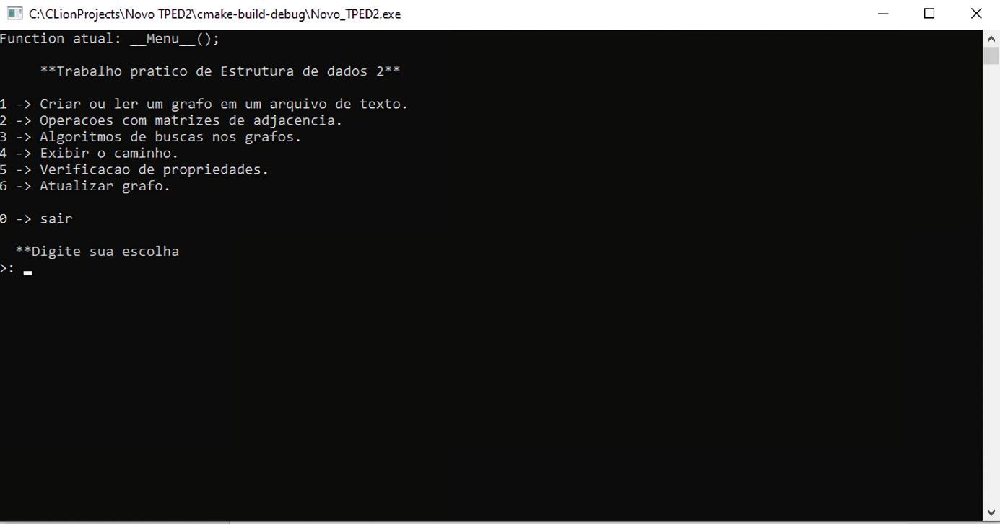 C:\CLionProjects\Novo TPED2\cmake-build-debug\Novo_TPED2.exe
Function atual: __Menu__();
**Trabalho pratico de Estrutura de dados 2**
1 -> Criar ou ler um grafo em um arquivo de texto.
2 -> Operacoes com matrizes de adjacencia.
3 -> Algoritmos de buscas nos grafos.
4 -> Exibir o caminho.
5 -> Verificacao de propriedades.
6 -> Atualizar grafo.
0 -> sair
**Digite sua escolha
>: